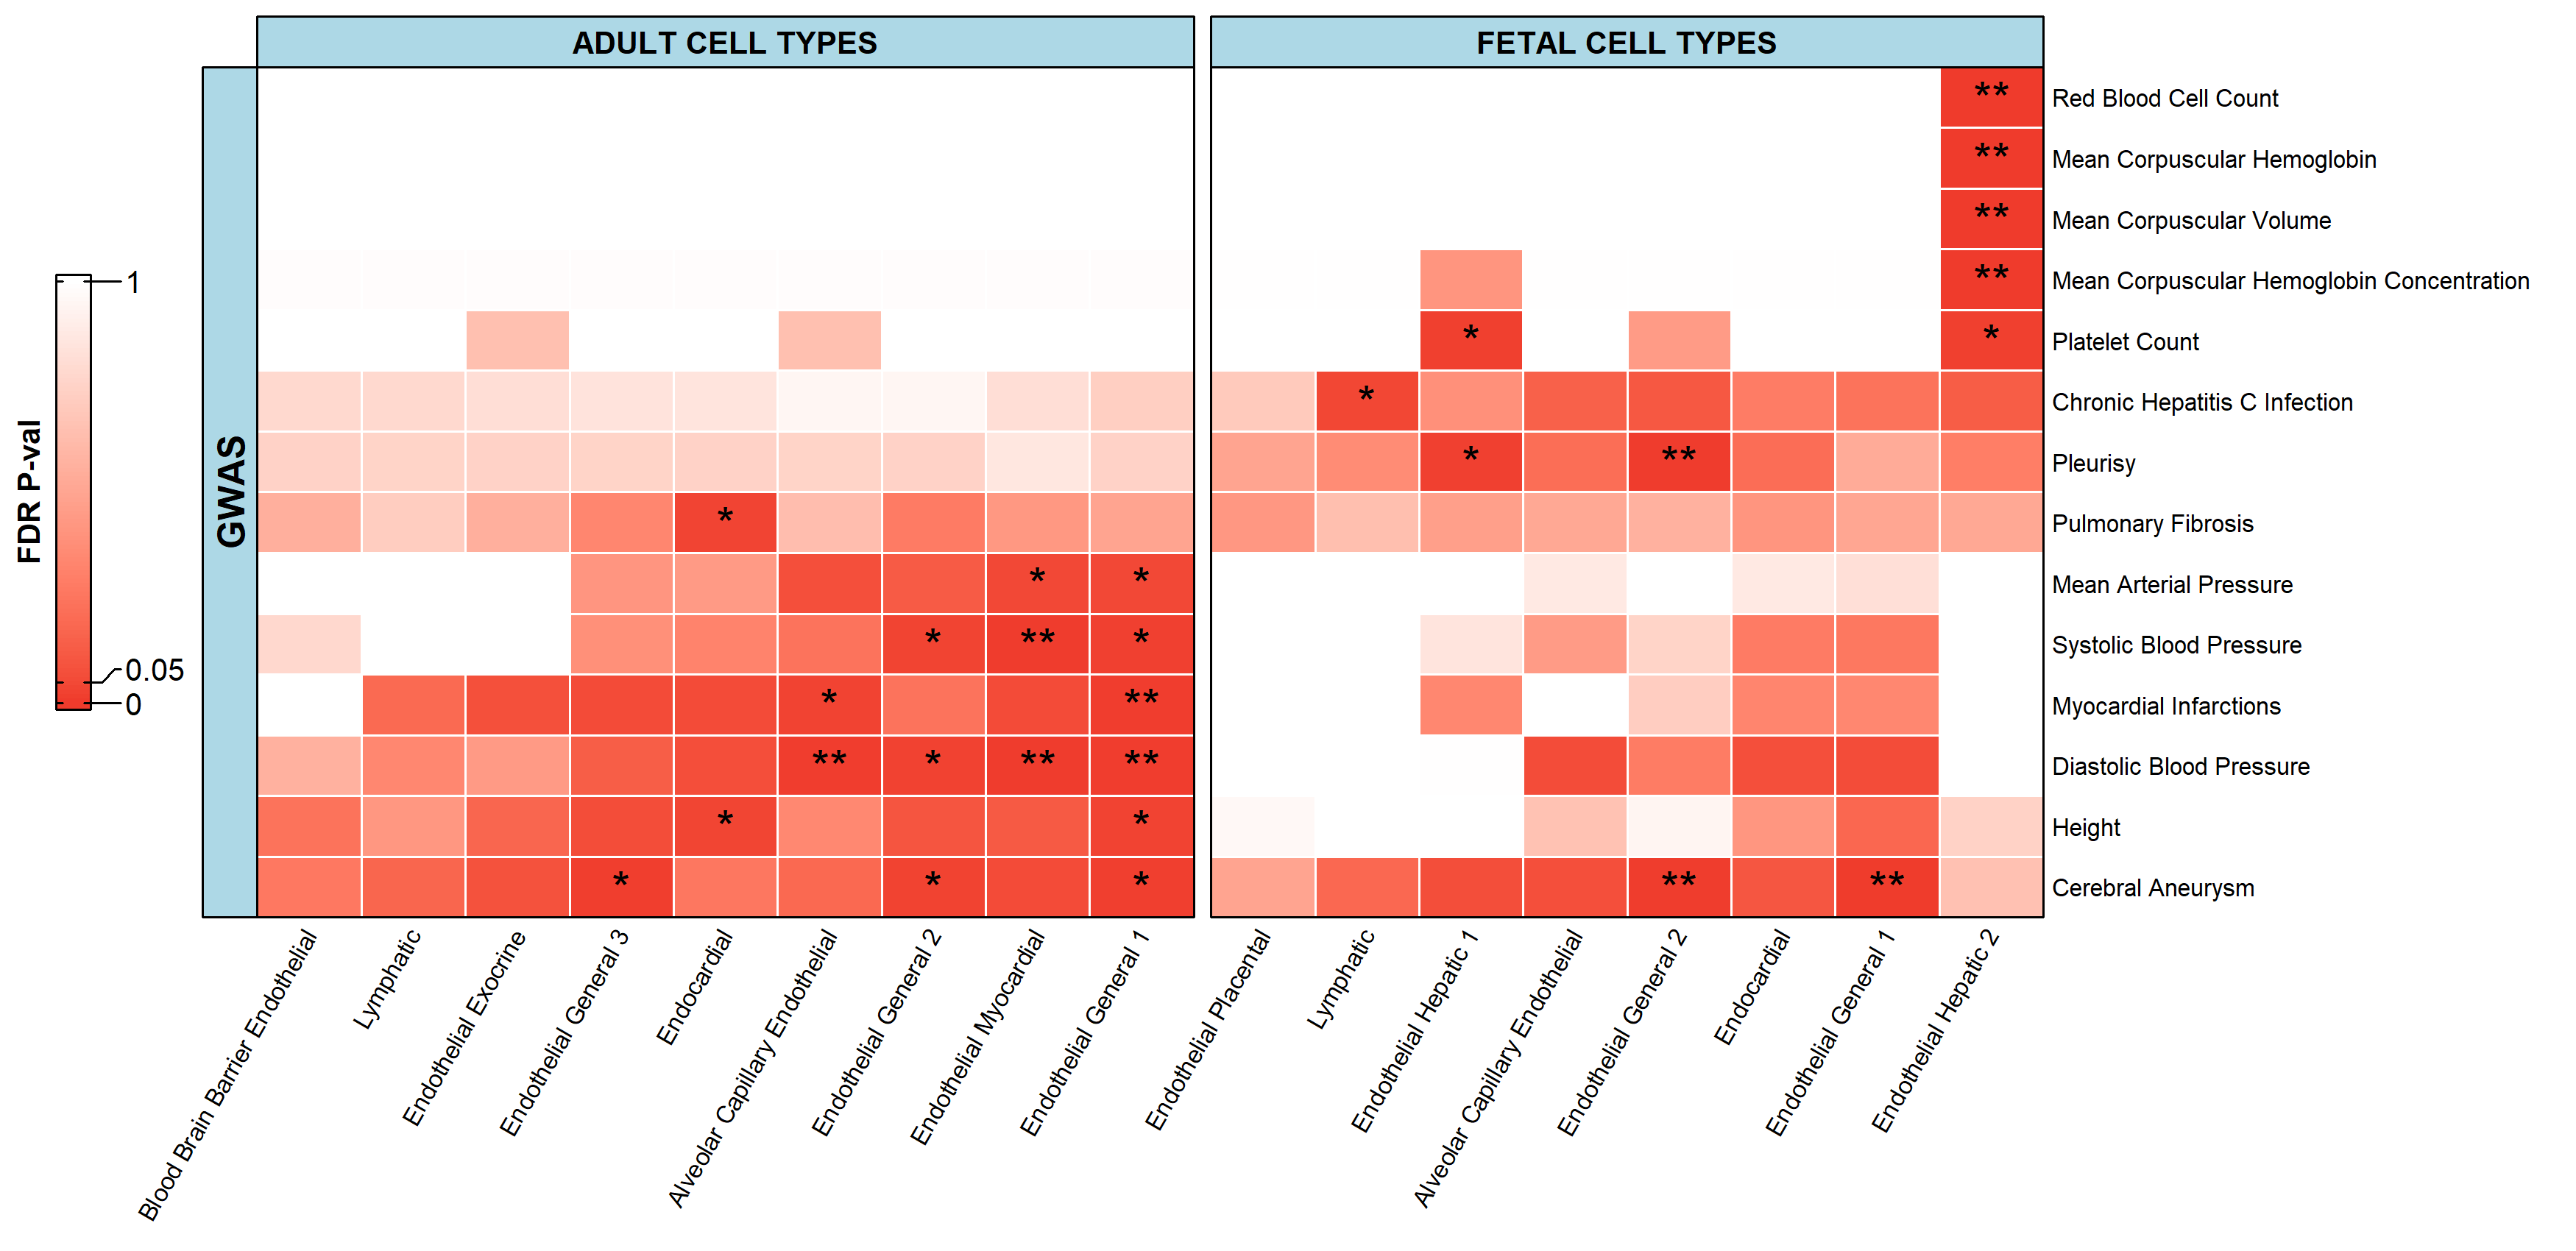 ADULT CELL TYPES
FETAL CELL TYPES
GWAS
FDR P-val
1
0.05
0
** Red Blood Cell Count
** Mean Corpuscular Hemoglobin
** Mean Corpuscular Volume
** Mean Corpuscular Hemoglobin Concentration
* * Platelet Count
* Chronic Hepatitis C Infection
* ** Pleurisy
* Pulmonary Fibrosis
* * Mean Arterial Pressure
* ** * Systolic Blood Pressure
* ** Myocardial Infarctions
** * ** ** Diastolic Blood Pressure
* * Height
* * * ** ** Cerebral Aneurysm
Blood Brain Barrier Endothelial
Lymphatic
Endothelial Exocrine
Endothelial General 3
Endocardial
Alveolar Capillary Endothelial
Endothelial General 2
Endothelial Myocardial
Endothelial General 1
Endothelial Placental
Lymphatic
Endothelial Hepatic 1
Alveolar Capillary Endothelial
Endothelial General 2
Endocardial
Endothelial General 1
Endothelial Hepatic 2